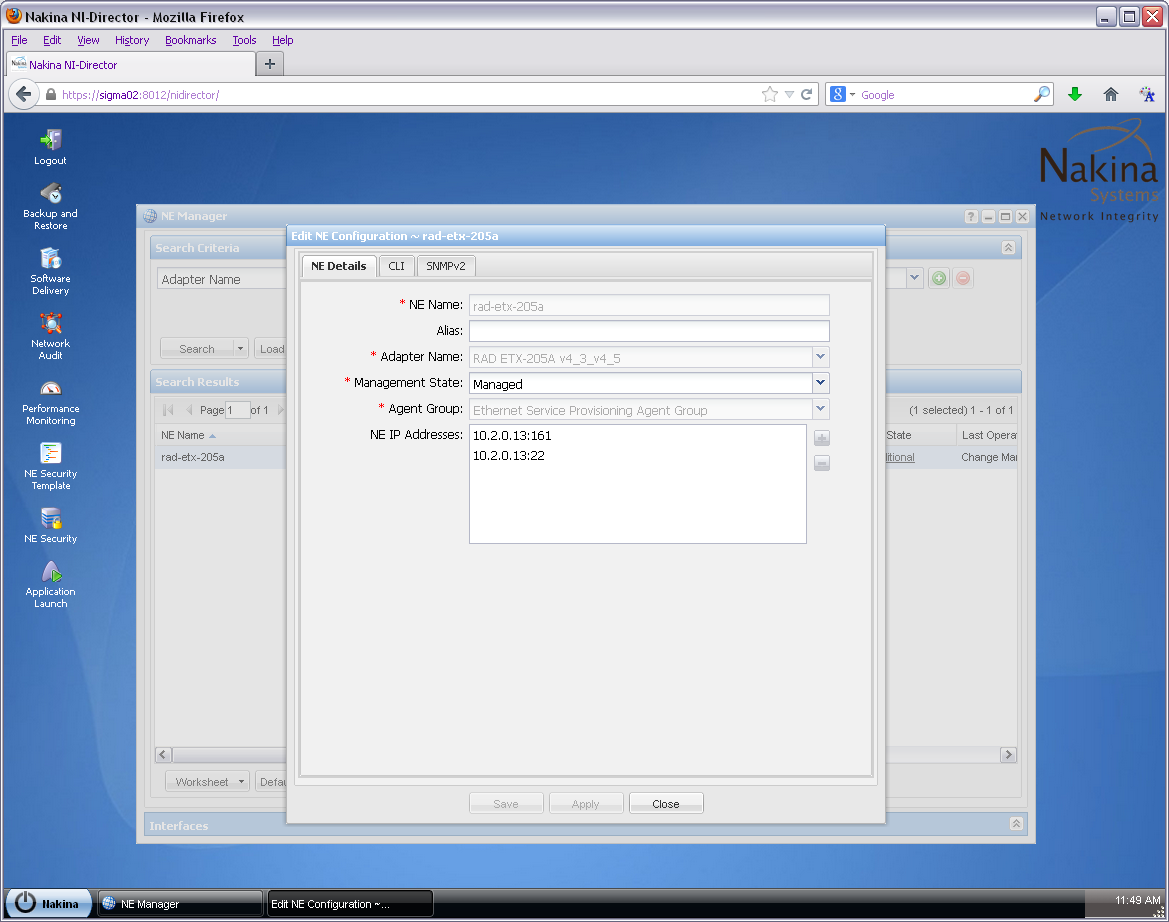 Nakina NI-Director - Mozilla Firefox
File Edit View History Bookmarks Tools Help
Nakina NI-Director
https://sigma02:8012/nidirector/
Google
Logout
Backup and
Restore
Software
Delivery
Network
Audit
Performance
Monitoring
NE Security
Template
NE Security
Application
Launch
Nakina
Systems
Network Integrity
NE Manager
Search Criteria
Adapter Name
Search
Load
Search Results
Page 1 of 1
(1 selected) 1 - 1 of 1
NE Name
State
Last Opera
rad-etx-205a
itional
Change Mar
Worksheet
Defau
Interfaces
Edit NE Configuration ~ rad-etx-205a
NE Details CLI SNMPv2
* NE Name: rad-etx-205a
Alias:
* Adapter Name: RAD ETX-205A v4_3_v4_5
* Management State: Managed
* Agent Group: Ethernet Service Provisioning Agent Group
NE IP Addresses: 10.2.0.13:161
10.2.0.13:22
Save Apply Close
Nakina
NE Manager
Edit NE Configuration ~...
11:49 AM